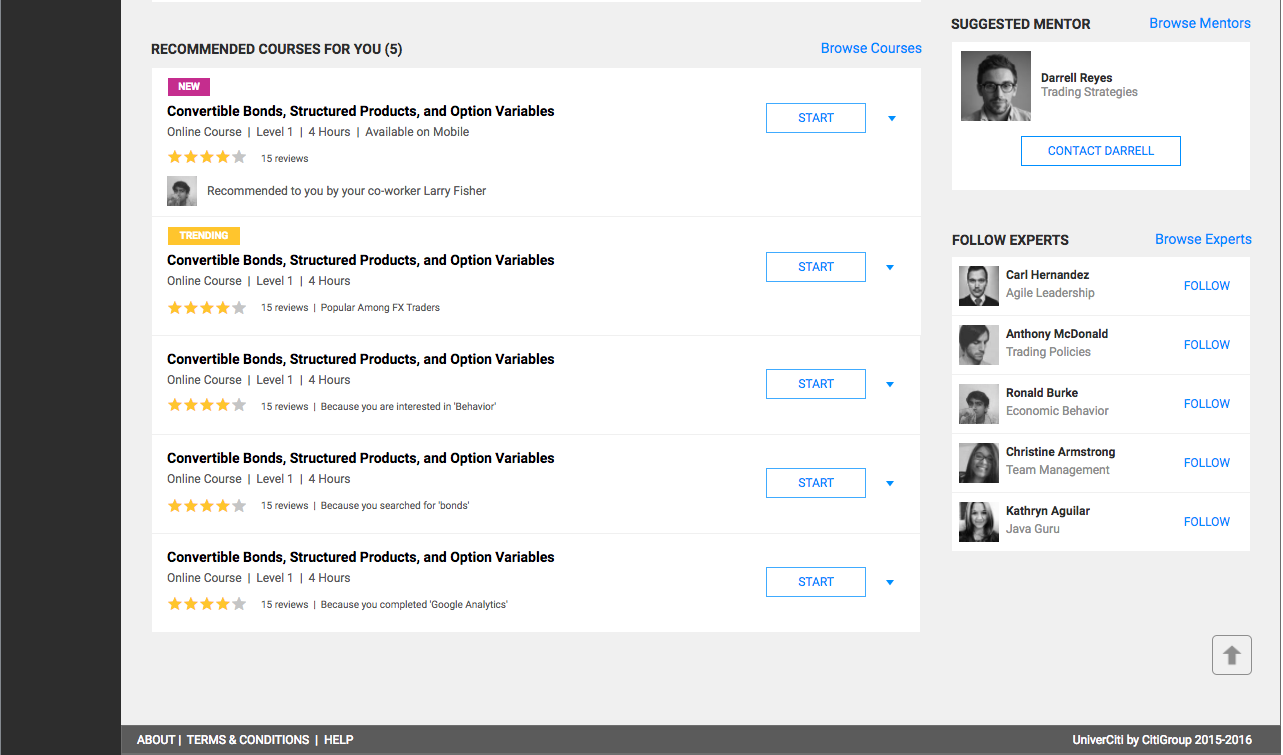 RECOMMENDED COURSES FOR YOU (5)
Browse Courses
NEW
Convertible Bonds, Structured Products, and Option Variables
Online Course | Level 1 | 4 Hours | Available on Mobile
15 reviews
Recommended to you by your co-worker Larry Fisher
START
TRENDING
Convertible Bonds, Structured Products, and Option Variables
Online Course | Level 1 | 4 Hours
15 reviews | Popular Among FX Traders
START
Convertible Bonds, Structured Products, and Option Variables
Online Course | Level 1 | 4 Hours
15 reviews | Because you are interested in 'Behavior'
START
Convertible Bonds, Structured Products, and Option Variables
Online Course | Level 1 | 4 Hours
15 reviews | Because you searched for 'bonds'
START
Convertible Bonds, Structured Products, and Option Variables
Online Course | Level 1 | 4 Hours
15 reviews | Because you completed 'Google Analytics'
START
SUGGESTED MENTOR
Browse Mentors
Darrell Reyes
Trading Strategies
CONTACT DARRELL
FOLLOW EXPERTS
Browse Experts
Carl Hernandez
Agile Leadership
FOLLOW
Anthony McDonald
Trading Policies
FOLLOW
Ronald Burke
Economic Behavior
FOLLOW
Christine Armstrong
Team Management
FOLLOW
Kathryn Aguilar
Java Guru
FOLLOW
ABOUT | TERMS & CONDITIONS | HELP
UniverCiti by CitiGroup 2015-2016